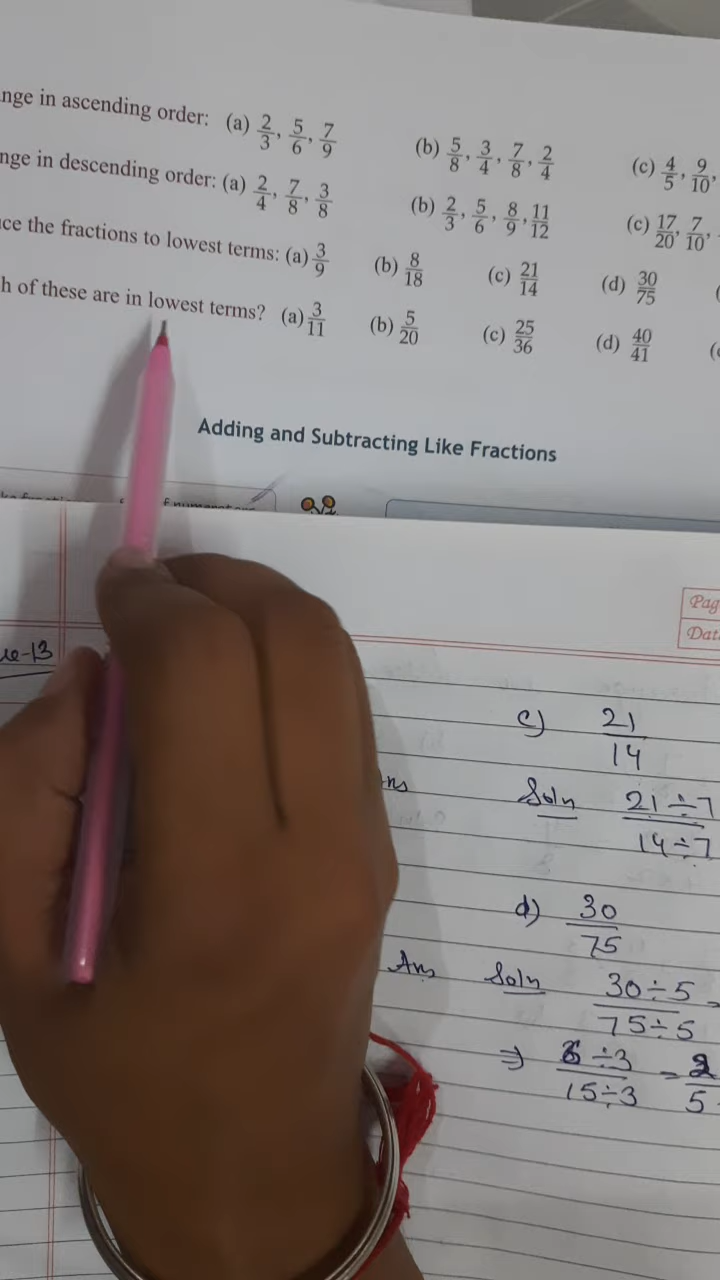 nge in ascending order: (a) 2/3, 5/6, 7/9 (b) 5/8, 3/4, 7/8, 2/4 (c) 4/5, 9/10,
nge in descending order: (a) 2/4, 7/8, 3/8 (b) 2/3, 5/6, 8/9, 11/12 (c) 17/20, 7/10,
ce the fractions to lowest terms: (a) 3/9 (b) 8/18 (c) 21/14 (d) 30/75 (
h of these are in lowest terms? (a) 3/11 (b) 5/20 (c) 25/36 (d) 40/41 (
Adding and Subtracting Like Fractions
Pag
Dat
-13
c) 21/14
ns Soln 21÷7/14÷7
d) 30/75
Ans Soln 30÷5/75÷5
⇒ 6÷3/15÷3 = 2/5